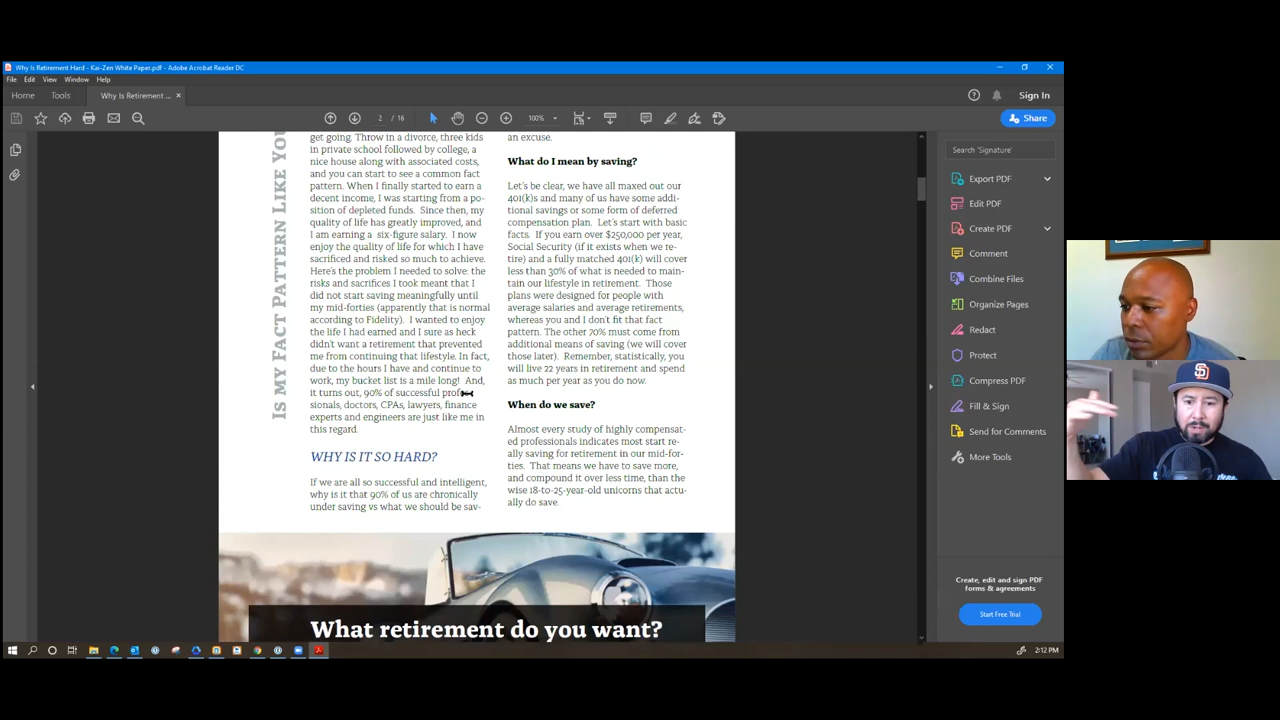 Why Is Retirement Hard - Kai-Zen White Paper.pdf - Adobe Acrobat Reader DC
File Edit View Window Help
Home Tools Why Is Retirement ... ×
Sign In
2 / 16
100%
Share
IS MY FACT PATTERN LIKE YOU
get going. Throw in a divorce, three kids
in private school followed by college, a
nice house along with associated costs,
and you can start to see a common fact
pattern. When I finally started to earn a
decent income, I was starting from a po-
sition of depleted funds. Since then, my
quality of life has greatly improved, and
I am earning a six-figure salary. I now
enjoy the quality of life for which I have
sacrificed and risked so much to achieve.
Here's the problem I needed to solve: the
risks and sacrifices I took meant that I
did not start saving meaningfully until
my mid-forties (apparently that is normal
according to Fidelity). I wanted to enjoy
the life I had earned and I sure as heck
didn't want a retirement that prevented
me from continuing that lifestyle. In fact,
due to the hours I have and continue to
work, my bucket list is a mile long! And,
it turns out, 90% of successful profes-
sionals, doctors, CPAs, lawyers, finance
experts and engineers are just like me in
this regard.
WHY IS IT SO HARD?
If we are all so successful and intelligent,
why is it that 90% of us are chronically
under saving vs what we should be sav-
an excuse.
What do I mean by saving?
Let's be clear, we have all maxed out our
401(k)s and many of us have some addi-
tional savings or some form of deferred
compensation plan. Let's start with basic
facts. If you earn over $250,000 per year,
Social Security (if it exists when we re-
tire) and a fully matched 401(k) will cover
less than 30% of what is needed to main-
tain our lifestyle in retirement. Those
plans were designed for people with
average salaries and average retirements,
whereas you and I don't fit that fact
pattern. The other 70% must come from
additional means of saving (we will cover
those later). Remember, statistically, you
will live 22 years in retirement and spend
as much per year as you do now.
When do we save?
Almost every study of highly compensat-
ed professionals indicates most start re-
ally saving for retirement in our mid-for-
ties. That means we have to save more,
and compound it over less time, than the
wise 18-to-25-year-old unicorns that actu-
ally do save.
What retirement do you want?
Search 'Signature'
Export PDF
Edit PDF
Create PDF
Comment
Combine Files
Organize Pages
Redact
Protect
Compress PDF
Fill & Sign
Send for Comments
More Tools
Create, edit and sign PDF
forms & agreements
Start Free Trial
2:12 PM